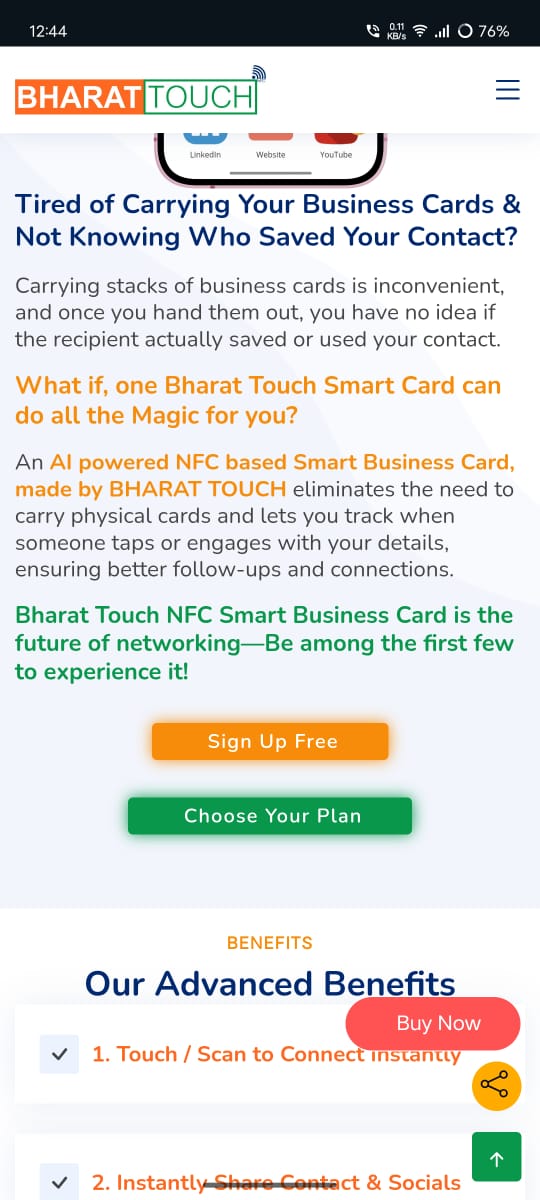 12:44
0.11
KB/s
76%
BHARAT TOUCH
LinkedIn Website YouTube
Tired of Carrying Your Business Cards &
Not Knowing Who Saved Your Contact?
Carrying stacks of business cards is inconvenient,
and once you hand them out, you have no idea if
the recipient actually saved or used your contact.
What if, one Bharat Touch Smart Card can
do all the Magic for you?
An AI powered NFC based Smart Business Card,
made by BHARAT TOUCH eliminates the need to
carry physical cards and lets you track when
someone taps or engages with your details,
ensuring better follow-ups and connections.
Bharat Touch NFC Smart Business Card is the
future of networking—Be among the first few
to experience it!
Sign Up Free
Choose Your Plan
BENEFITS
Our Advanced Benefits
Buy Now
1. Touch / Scan to Connect Instantly
2. Instantly Share Contact & Socials